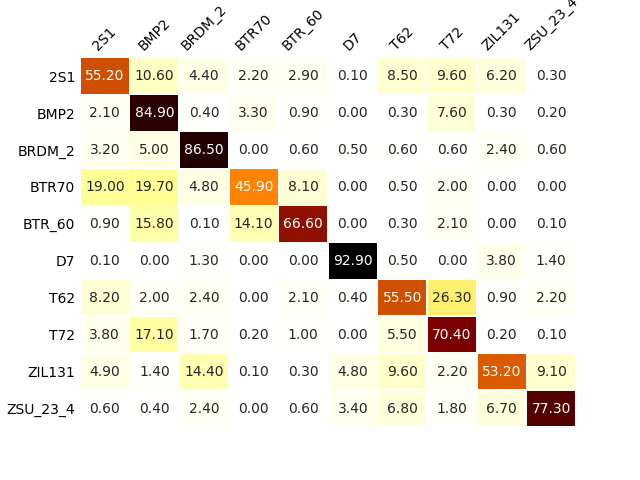 2S1 BMP2 BRDM_2 BTR70 BTR_60 D7 T62 T72 ZIL131 ZSU_23_4
2S1 55.20 10.60 4.40 2.20 2.90 0.10 8.50 9.60 6.20 0.30
BMP2 2.10 84.90 0.40 3.30 0.90 0.00 0.30 7.60 0.30 0.20
BRDM_2 3.20 5.00 86.50 0.00 0.60 0.50 0.60 0.60 2.40 0.60
BTR70 19.00 19.70 4.80 45.90 8.10 0.00 0.50 2.00 0.00 0.00
BTR_60 0.90 15.80 0.10 14.10 66.60 0.00 0.30 2.10 0.00 0.10
D7 0.10 0.00 1.30 0.00 0.00 92.90 0.50 0.00 3.80 1.40
T62 8.20 2.00 2.40 0.00 2.10 0.40 55.50 26.30 0.90 2.20
T72 3.80 17.10 1.70 0.20 1.00 0.00 5.50 70.40 0.20 0.10
ZIL131 4.90 1.40 14.40 0.10 0.30 4.80 9.60 2.20 53.20 9.10
ZSU_23_4 0.60 0.40 2.40 0.00 0.60 3.40 6.80 1.80 6.70 77.30